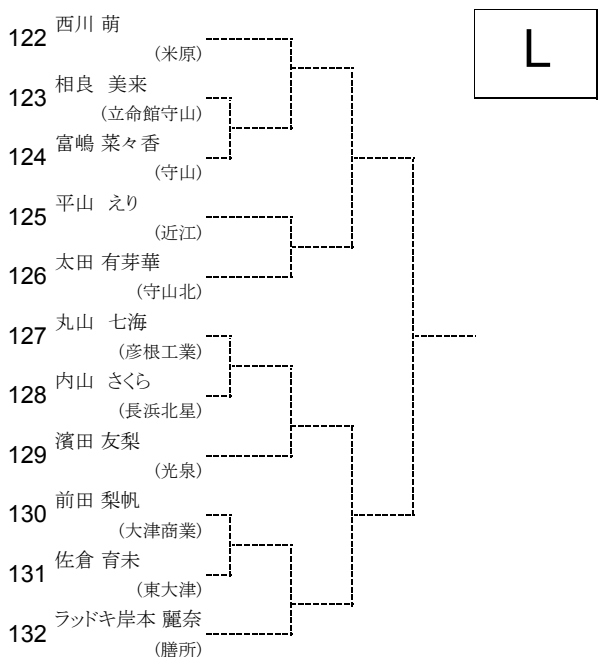 L
122 西川 萌
(米原)
123 相良 美来
(立命館守山)
124 富嶋 菜々香
(守山)
125 平山 えり
(近江)
126 太田 有芽華
(守山北)
127 丸山 七海
(彦根工業)
128 内山 さくら
(長浜北星)
129 濱田 友梨
(光泉)
130 前田 梨帆
(大津商業)
131 佐倉 育未
(東大津)
132 ラッドキ岸本 麗奈
(膳所)